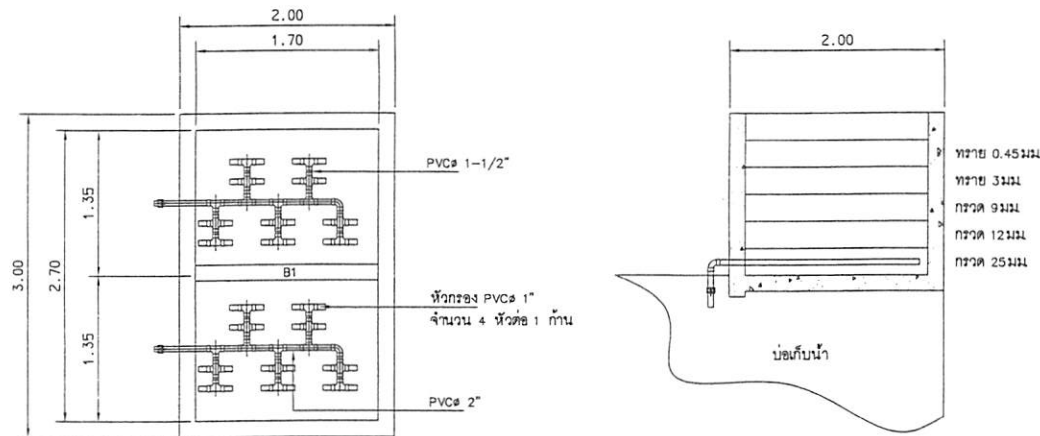 2.00
1.70
3.00
2.70
1.35
1.35
PVCø 1-1/2"
B1
หัวกรอง PVCø 1"
จำนวน 4 หัวต่อ 1 ก้าน
PVCø 2"
2.00
ทราย 0.45มม
ทราย 3มม
กรวด 9มม
กรวด 12มม
กรวด 25มม
บ่อเก็บน้ำ